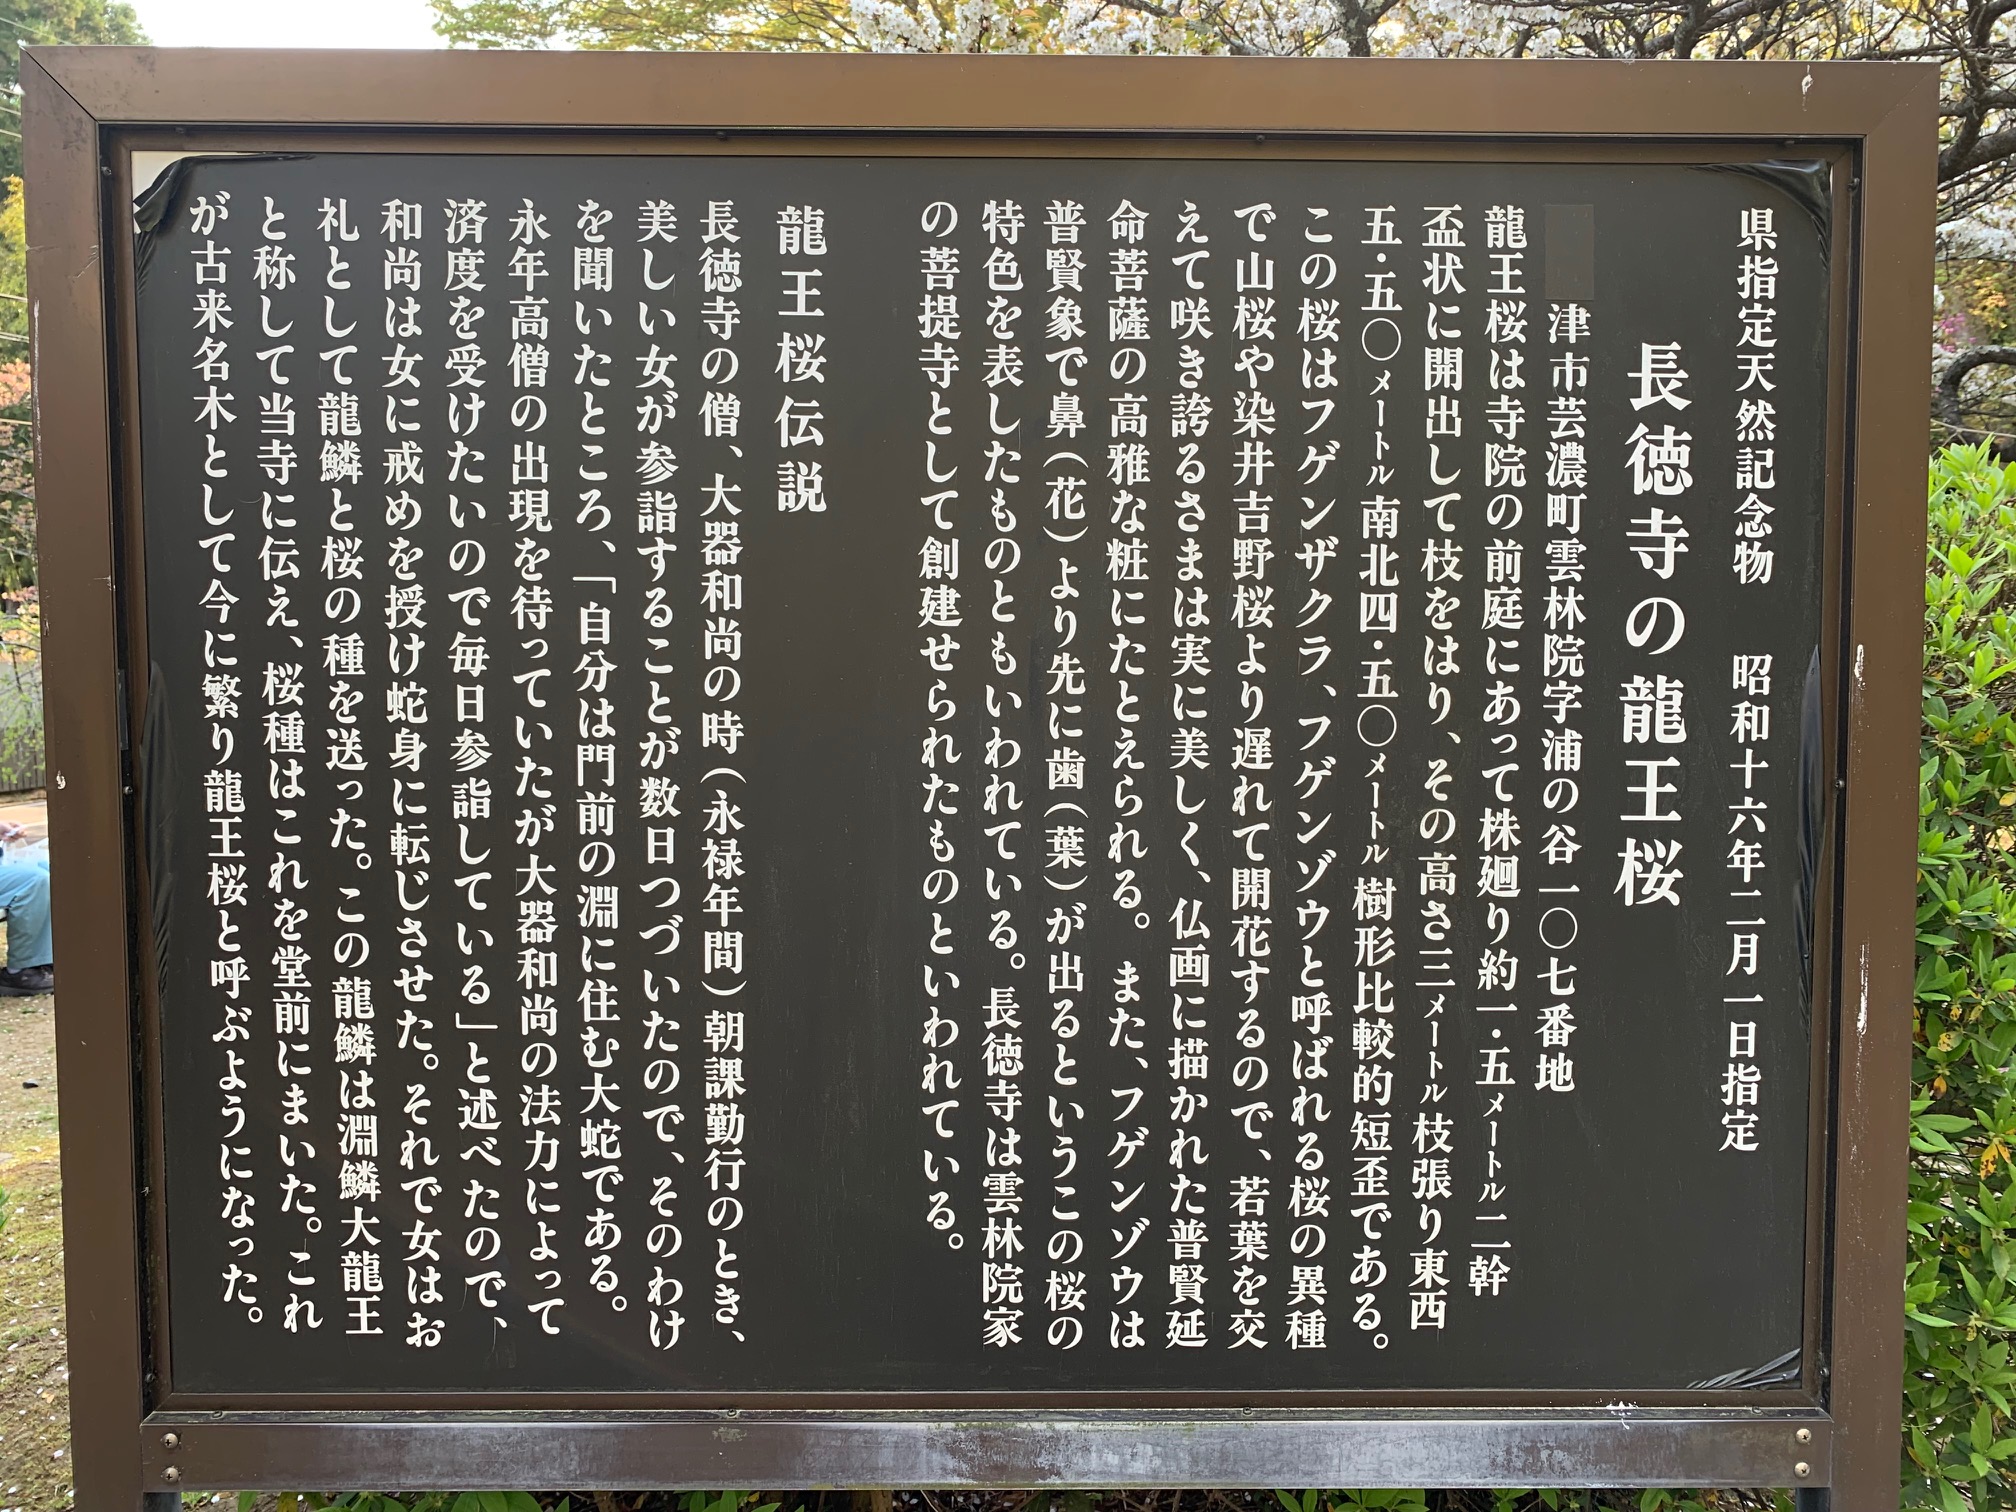 県指定天然記念物　昭和十六年二月一日指定
長徳寺の龍王桜
津市芸濃町雲林院字浦の谷一〇七番地
龍王桜は寺院の前庭にあって株廻り約一・五メートル二幹
盃状に開出して枝をはり、その高さ三メートル枝張り東西
五・五〇メートル南北四・五〇メートル樹形比較的短歪である。
この桜はフゲンザクラ、フゲンゾウと呼ばれる桜の異種
で山桜や染井吉野桜より遅れて開花するので、若葉を交
えて咲き誇るさまは実に美しく、仏画に描かれた普賢延
命菩薩の高雅な粧にたとえられる。また、フゲンゾウは
普賢象で鼻（花）より先に歯（葉）が出るというこの桜の
特色を表したものともいわれている。長徳寺は雲林院家
の菩提寺として創建せられたものといわれている。
龍王桜伝説
長徳寺の僧、大器和尚の時（永禄年間）朝課勤行のとき、
美しい女が参詣することが数日つづいたので、そのわけ
を聞いたところ、「自分は門前の淵に住む大蛇である。
永年高僧の出現を待っていたが大器和尚の法力によって
済度を受けたいので毎日参詣している」と述べたので、
和尚は女に戒めを授け蛇身に転じさせた。それで女はお
礼として龍鱗と桜の種を送った。この龍鱗は淵鱗大龍王
と称して当寺に伝え、桜種はこれを堂前にまいた。これ
が古来名木として今に繁り龍王桜と呼ぶようになった。